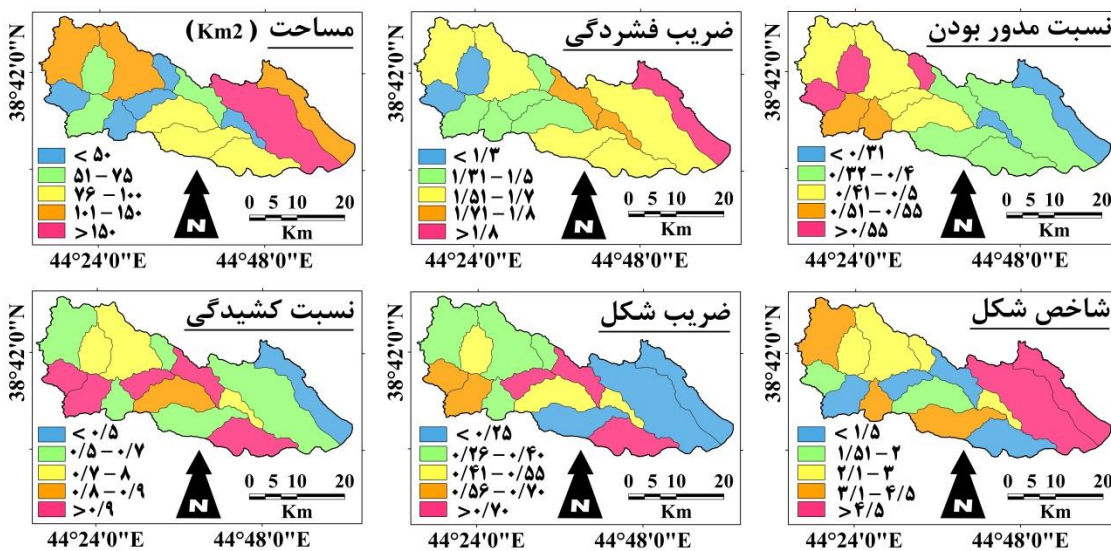 مساحت (Km2)
38°42'0"N
< ۵۰
۵۱ – ۷۵
۷۶ – ۱۰۰
۱۰۱ – ۱۵۰
>۱۵۰
N
0 5 10 20
Km
44°24'0"E 44°48'0"E
ضریب فشردگی
38°42'0"N
< ۱/۳
۱/۳۱ – ۱/۵
۱/۵۱ – ۱/۷
۱/۷۱ – ۱/۸
>۱/۸
N
0 5 10 20
Km
44°24'0"E 44°48'0"E
نسبت مدور بودن
38°42'0"N
< ۰/۳۱
۰/۳۲ – ۰/۴
۰/۴۱ – ۰/۵
۰/۵۱ – ۰/۵۵
>۰/۵۵
N
0 5 10 20
Km
44°24'0"E 44°48'0"E
نسبت کشیدگی
38°42'0"N
< ۰/۵
۰/۵ – ۰/۷
۰/۷ – ۸
۰/۸ – ۰/۹
>۰/۹
N
0 5 10 20
Km
44°24'0"E 44°48'0"E
ضریب شکل
38°42'0"N
< ۰/۲۵
۰/۲۶ – ۰/۴۰
۰/۴۱ – ۰/۵۵
۰/۵۶ – ۰/۷۰
>۰/۷۰
N
0 5 10 20
Km
44°24'0"E 44°48'0"E
شاخص شکل
38°42'0"N
< ۱/۵
۱/۵۱ – ۲
۲/۱ – ۳
۳/۱ – ۴/۵
>۴/۵
N
0 5 10 20
Km
44°24'0"E 44°48'0"E